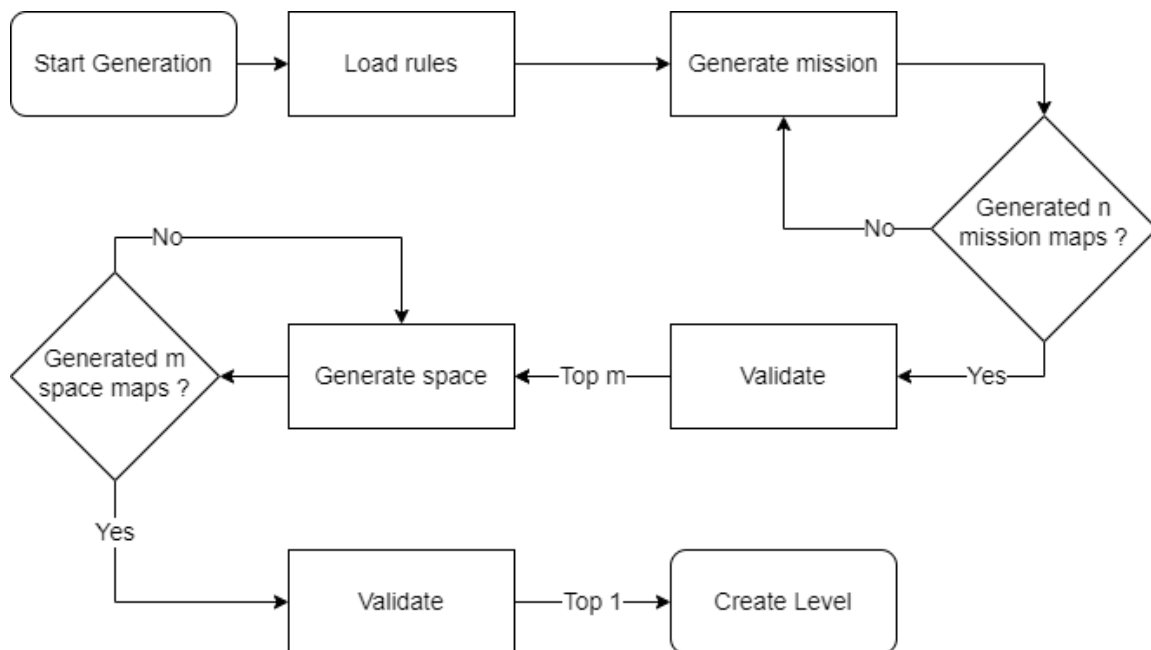 Start Generation
Load rules
Generate mission
Generated n
mission maps ?
No
Yes
Validate
Top m
Generate space
Generated m
space maps ?
No
Yes
Validate
Top 1
Create Level